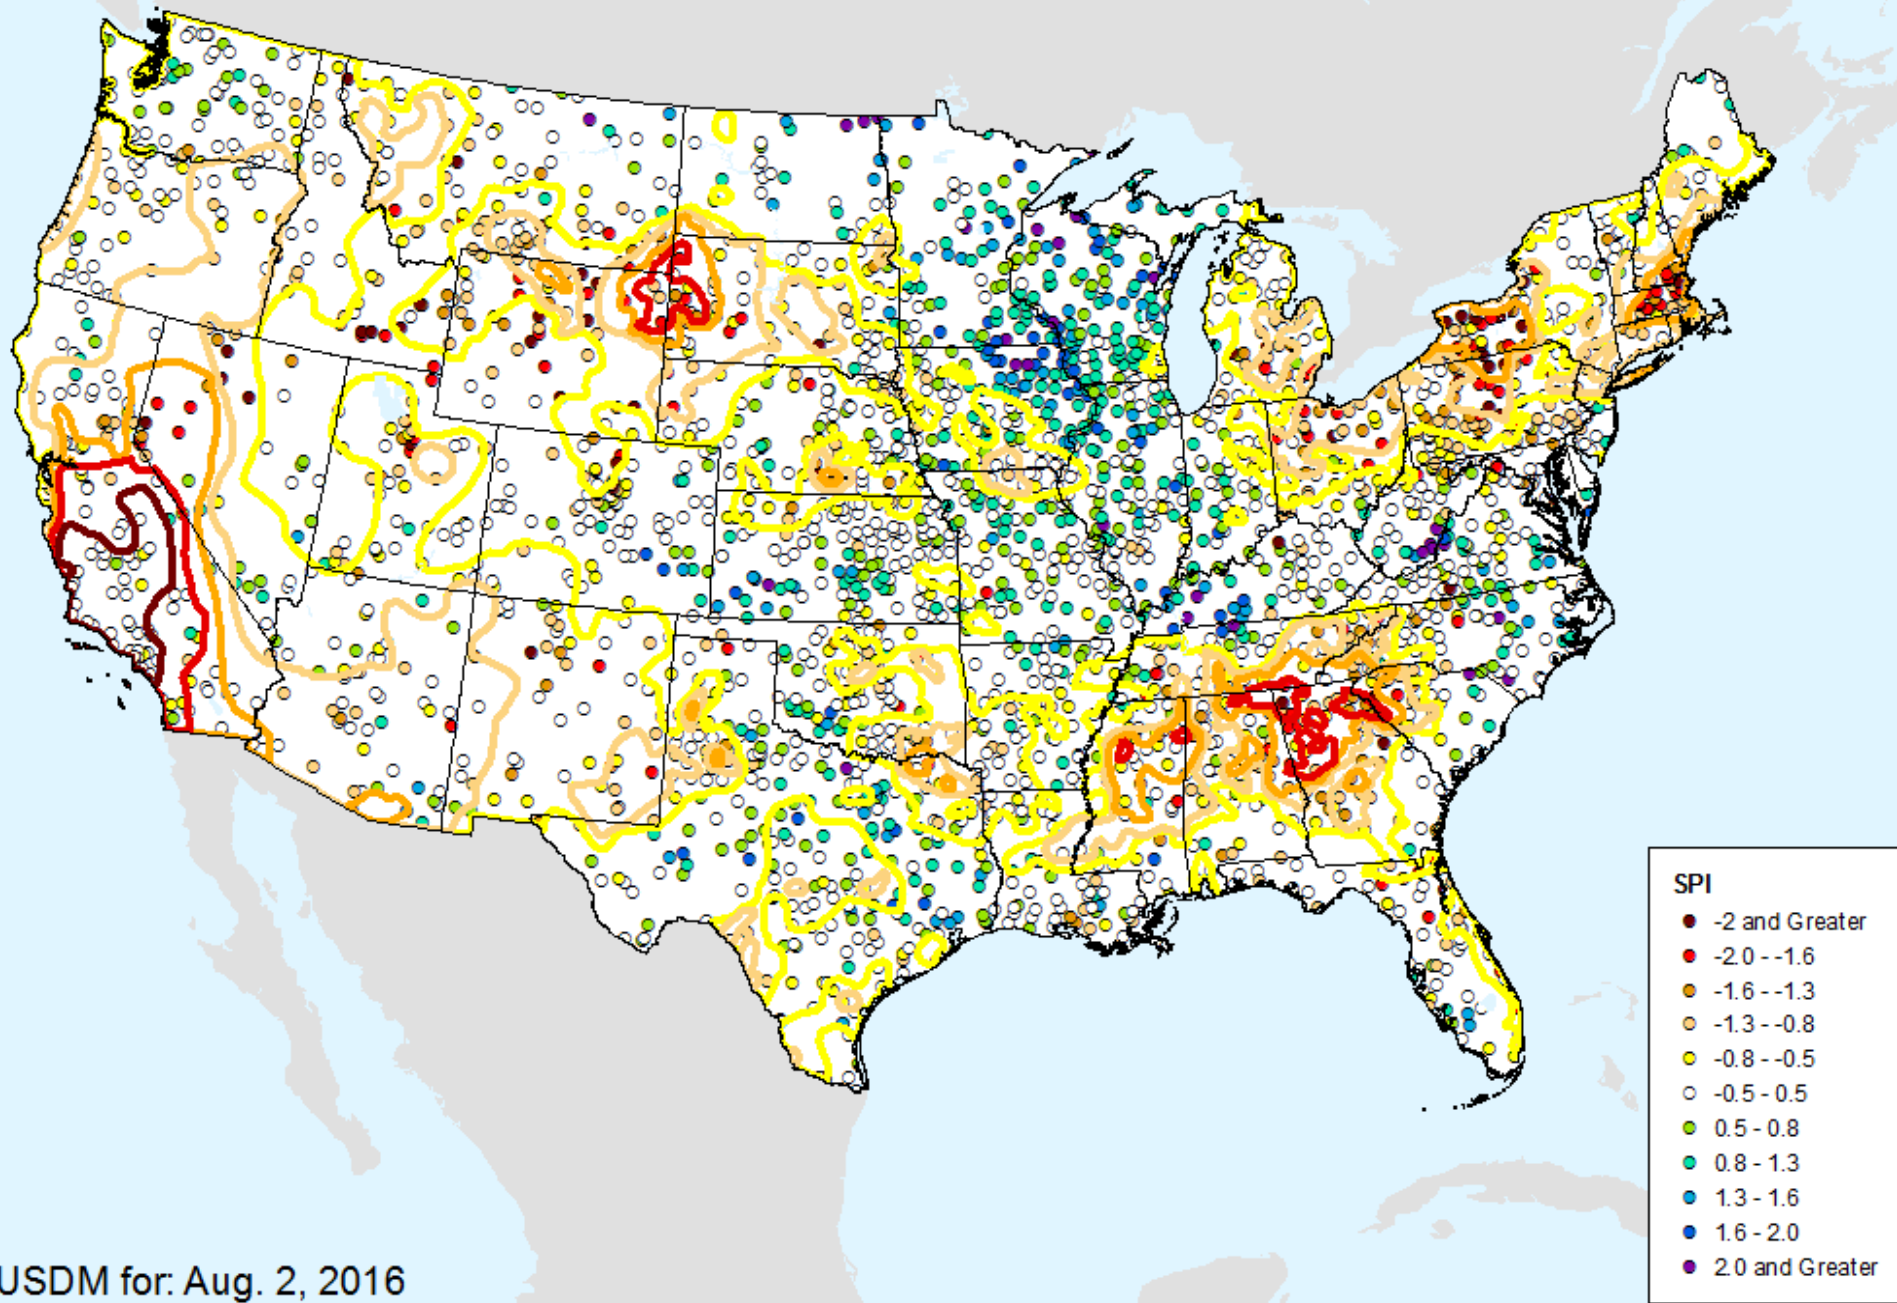 SPI
-2 and Greater
-2.0 - -1.6
-1.6 - -1.3
-1.3 - -0.8
-0.8 - -0.5
-0.5 - 0.5
0.5 - 0.8
0.8 - 1.3
1.3 - 1.6
1.6 - 2.0
2.0 and Greater
USDM for: Aug. 2, 2016